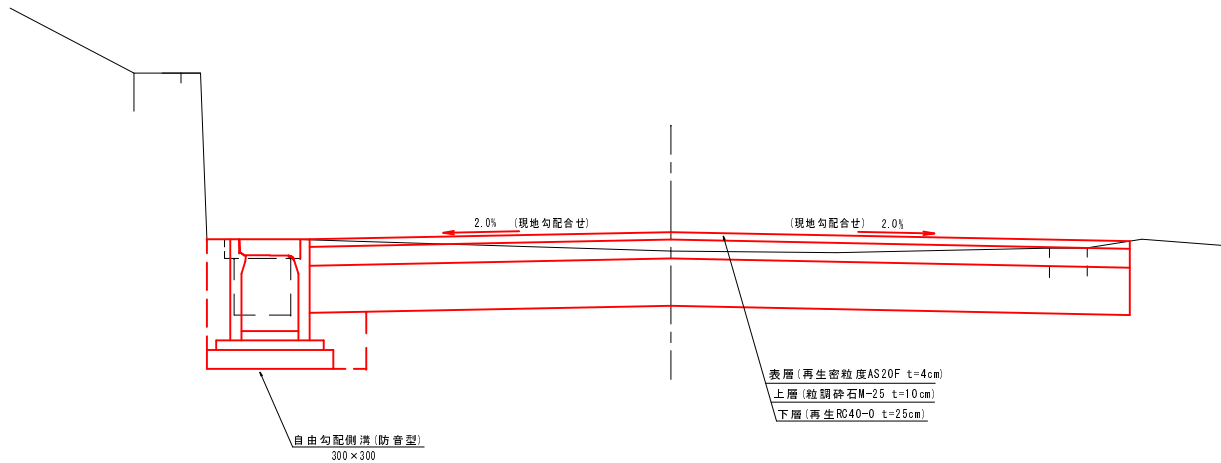 2.0% (現地勾配合せ)
(現地勾配合せ) 2.0%
表層(再生密粒度AS20F t=4cm)
上層(粒調砕石M-25 t=10cm)
下層(再生RC40-0 t=25cm)
自由勾配側溝(防音型)
300×300